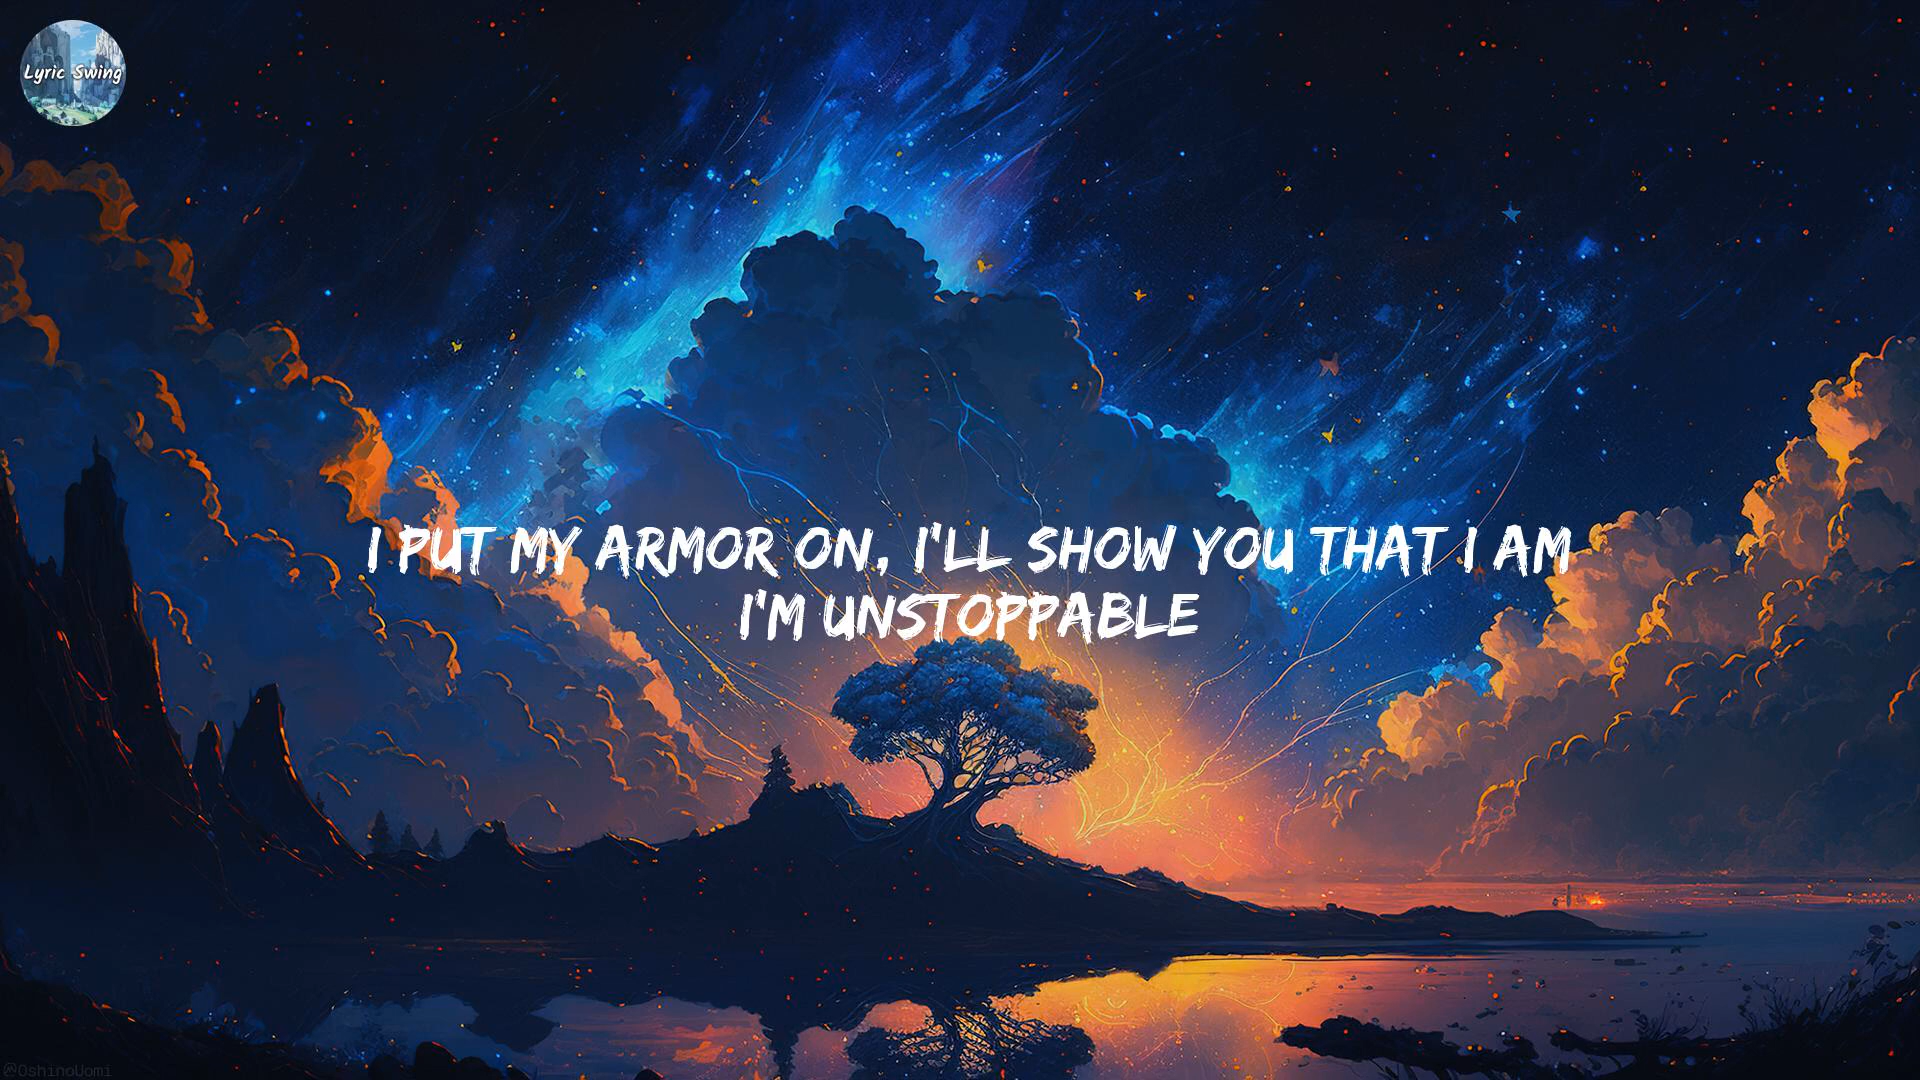 Lyric Swing
I PUT MY ARMOR ON, I'LL SHOW YOU THAT I AM
I'M UNSTOPPABLE
@OshinoUomi